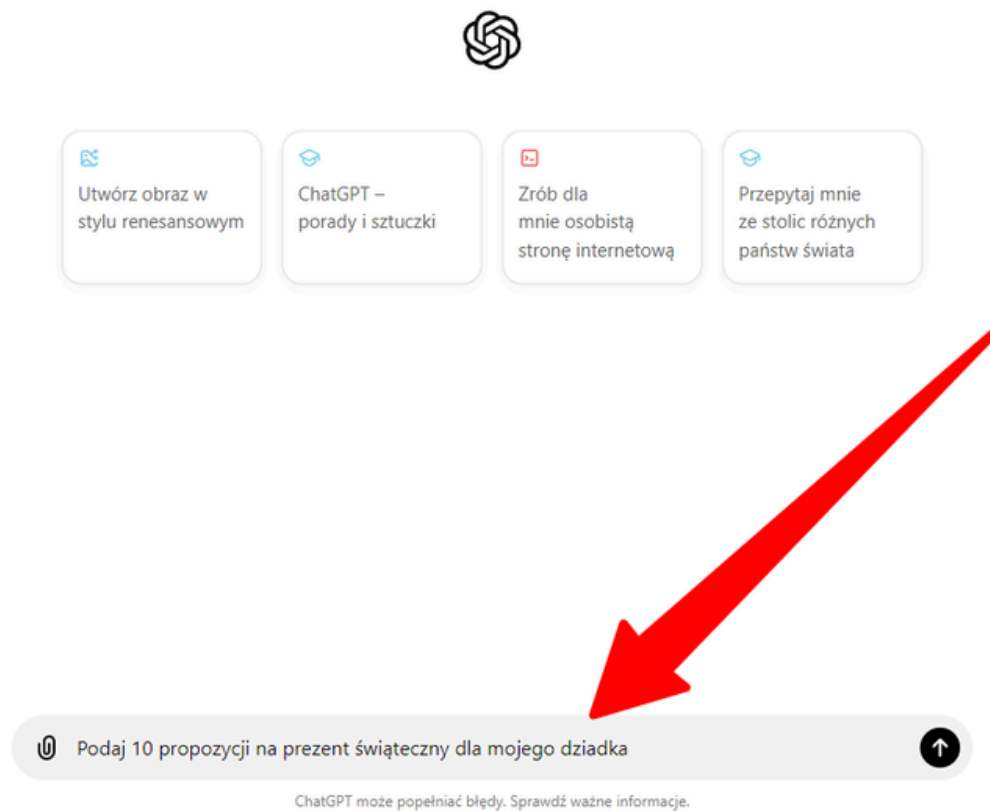 Utwórz obraz w
stylu renesansowym
ChatGPT –
porady i sztuczki
Zrób dla
mnie osobistą
stronę internetową
Przepytaj mnie
ze stolic różnych
państw świata
Podaj 10 propozycji na prezent świąteczny dla mojego dziadka
ChatGPT może popełniać błędy. Sprawdź ważne informacje.